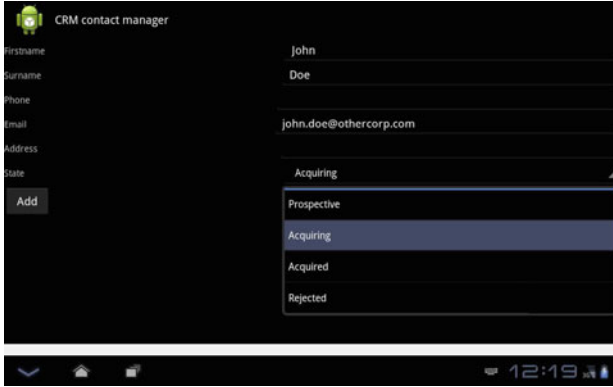 CRM contact manager
Firstname John
Surname Doe
Phone
Email john.doe@othercorp.com
Address
State Acquiring
Add
Prospective
Acquiring
Acquired
Rejected
12:19